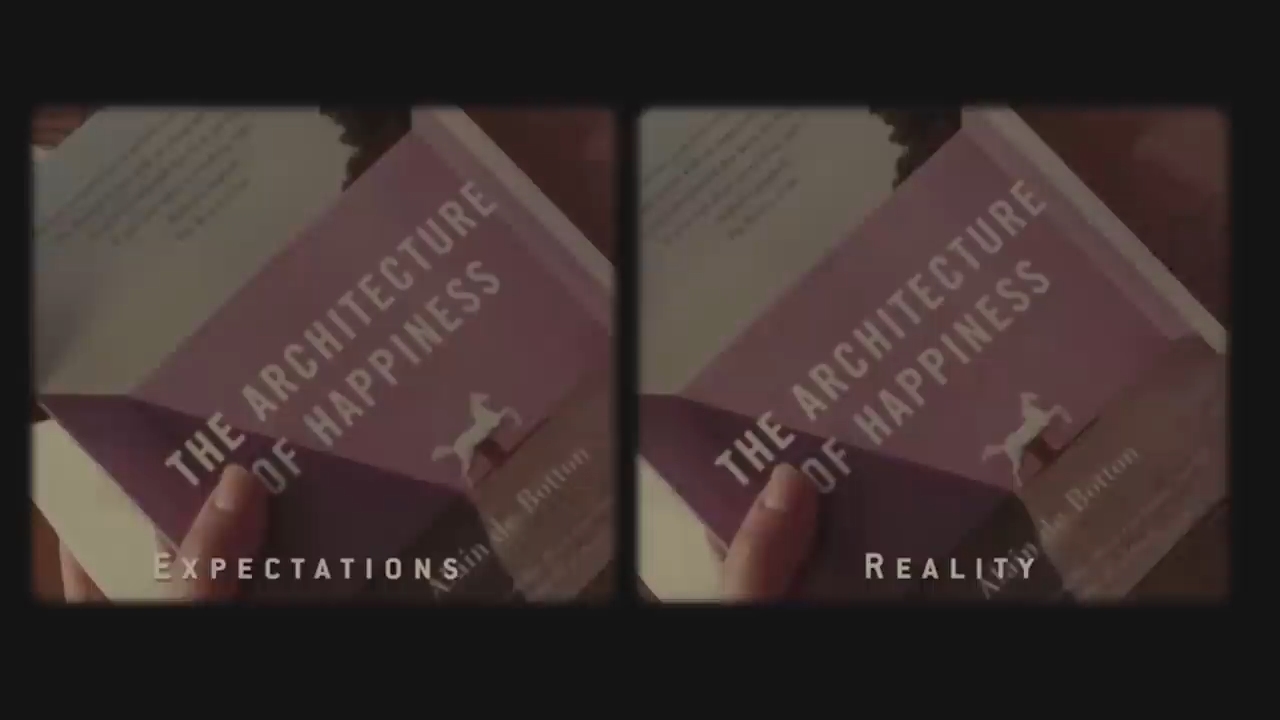 THE ARCHITECTURE
OF HAPPINESS
Alain de Botton
EXPECTATIONS
THE ARCHITECTURE
OF HAPPINESS
Alain de Botton
REALITY